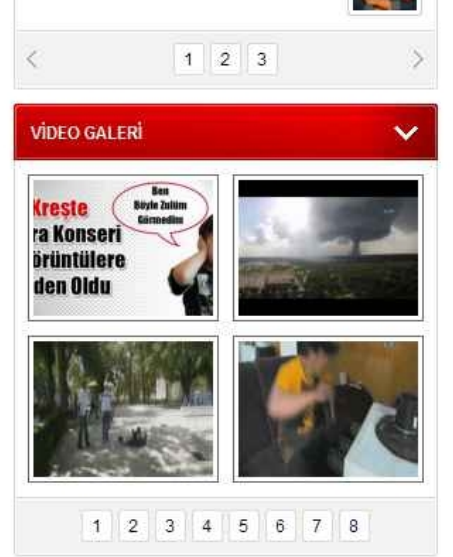 1 2 3
VİDEO GALERİ
Kreşte
ra Konseri
örüntülere
den Oldu
Ben
Böyle Zulüm
Görmedim
1 2 3 4 5 6 7 8